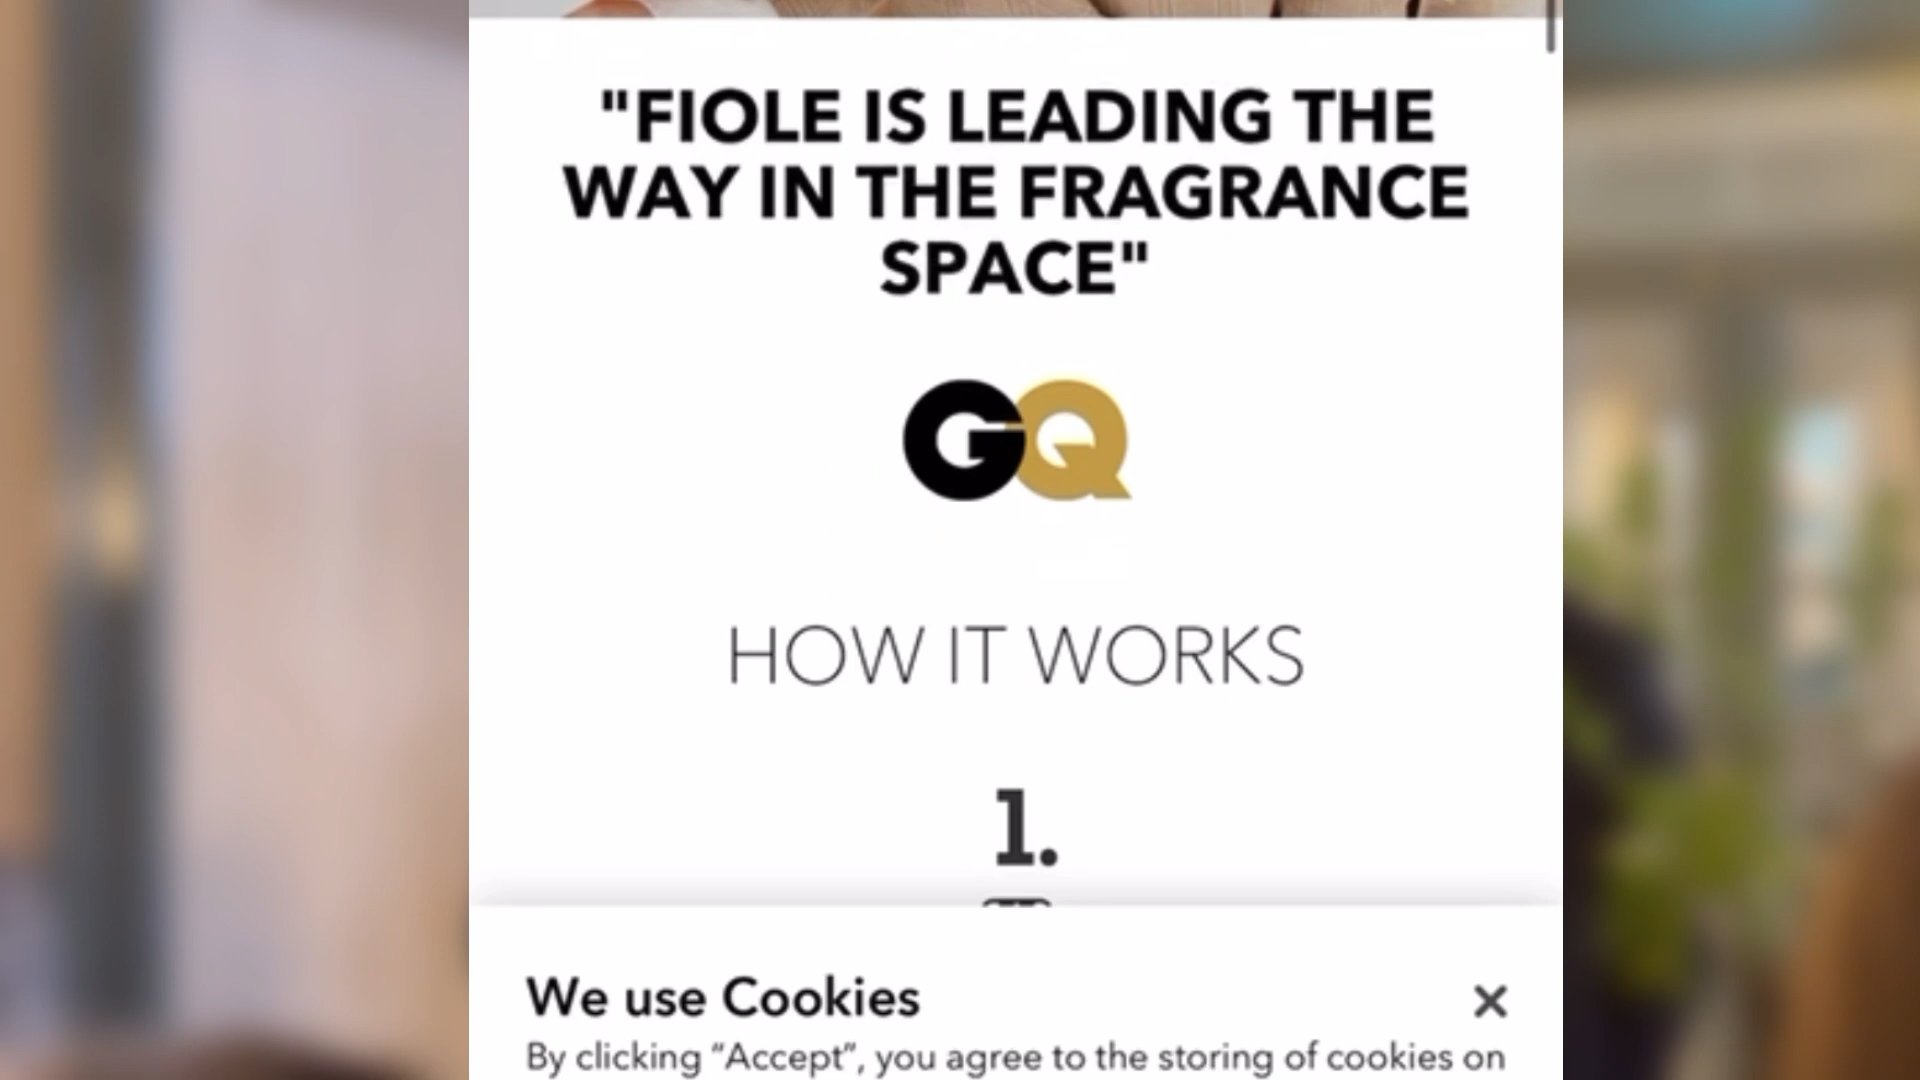 "FIOLE IS LEADING THE
WAY IN THE FRAGRANCE
SPACE"
GQ
HOW IT WORKS
1.
We use Cookies
By clicking “Accept”, you agree to the storing of cookies on